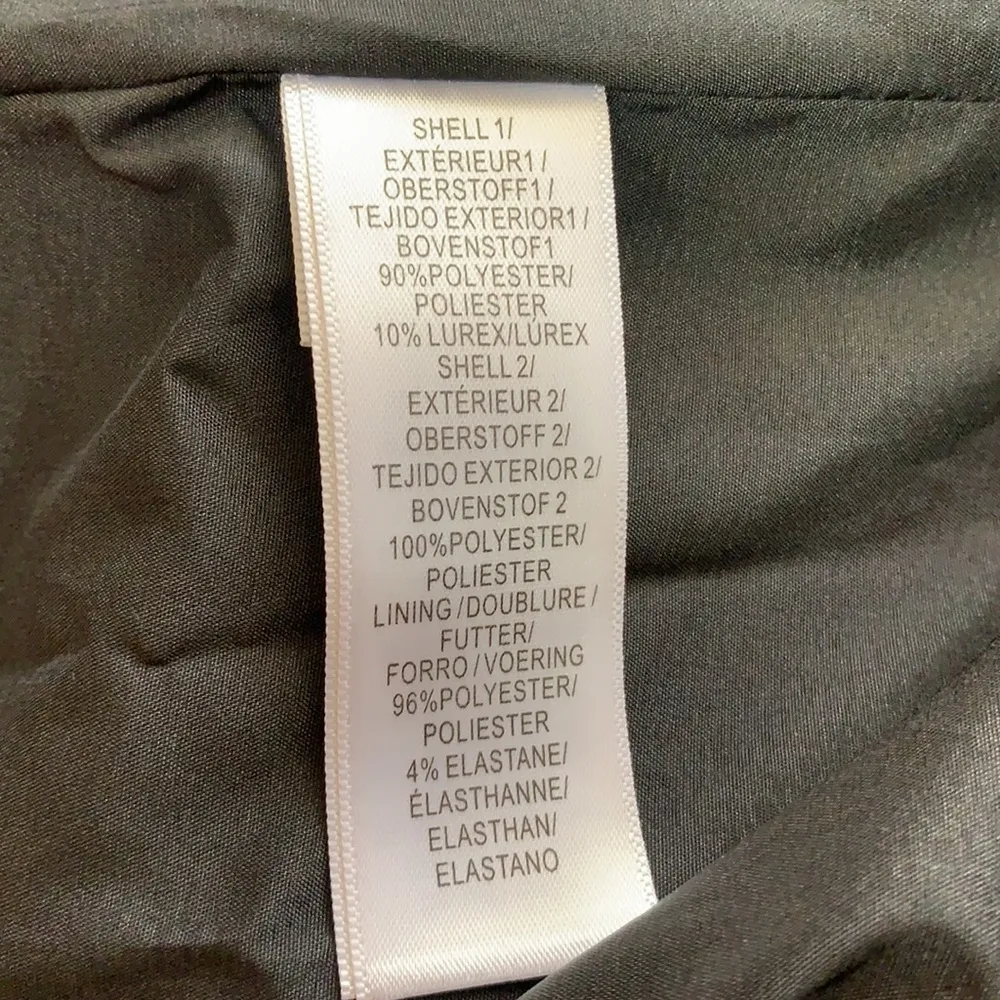 SHELL 1/
EXTÉRIEUR1 /
OBERSTOFF1 /
TEJIDO EXTERIOR1 /
BOVENSTOF1
90%POLYESTER/
POLIESTER
10% LUREX/LÚREX
SHELL 2/
EXTÉRIEUR 2/
OBERSTOFF 2/
TEJIDO EXTERIOR 2/
BOVENSTOF 2
100%POLYESTER/
POLIESTER
LINING /DOUBLURE /
FUTTER/
FORRO / VOERING
96%POLYESTER/
POLIESTER
4% ELASTANE/
ÉLASTHANNE/
ELASTHAN/
ELASTANO